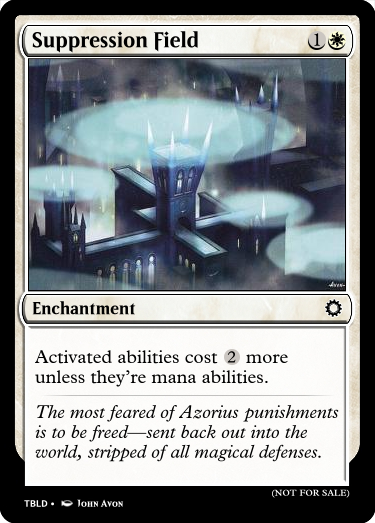 Suppression Field 1
AVON
Enchantment
Activated abilities cost 2 more
unless they're mana abilities.
The most feared of Azorius punishments
is to be freed—sent back out into the
world, stripped of all magical defenses.
(NOT FOR SALE)
TBLD • John Avon